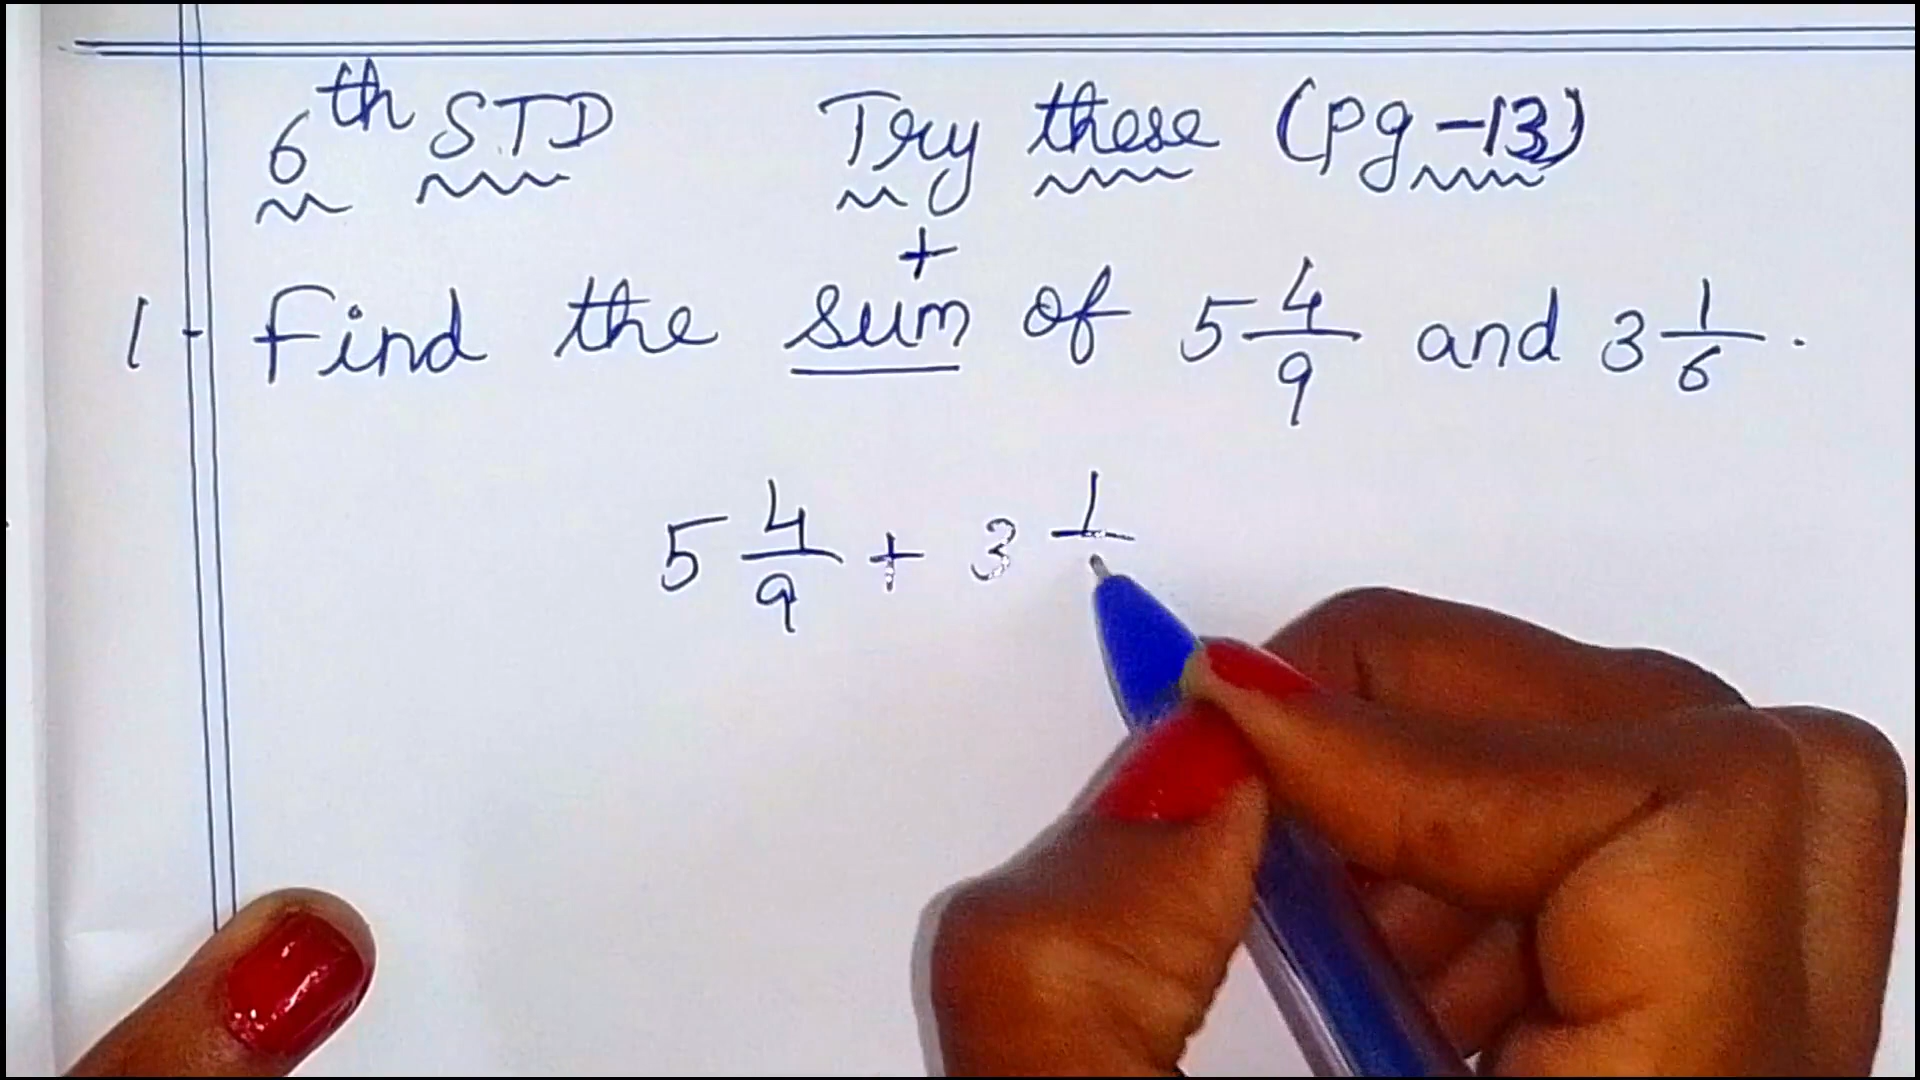 6th STD Try these (pg-13)
+
1. Find the sum of 5 4/9 and 3 1/6.
5 4/9 + 3 1/